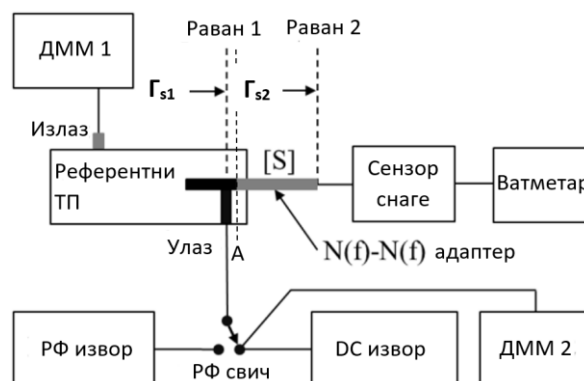 Раван 1
Раван 2
ДММ 1
Γs1
Γs2
Излаз
Референтни
ТП
[S]
Сензор
снаге
Ватметар
Улаз
А
N(f)-N(f) адаптер
РФ извор
РФ свич
DC извор
ДММ 2